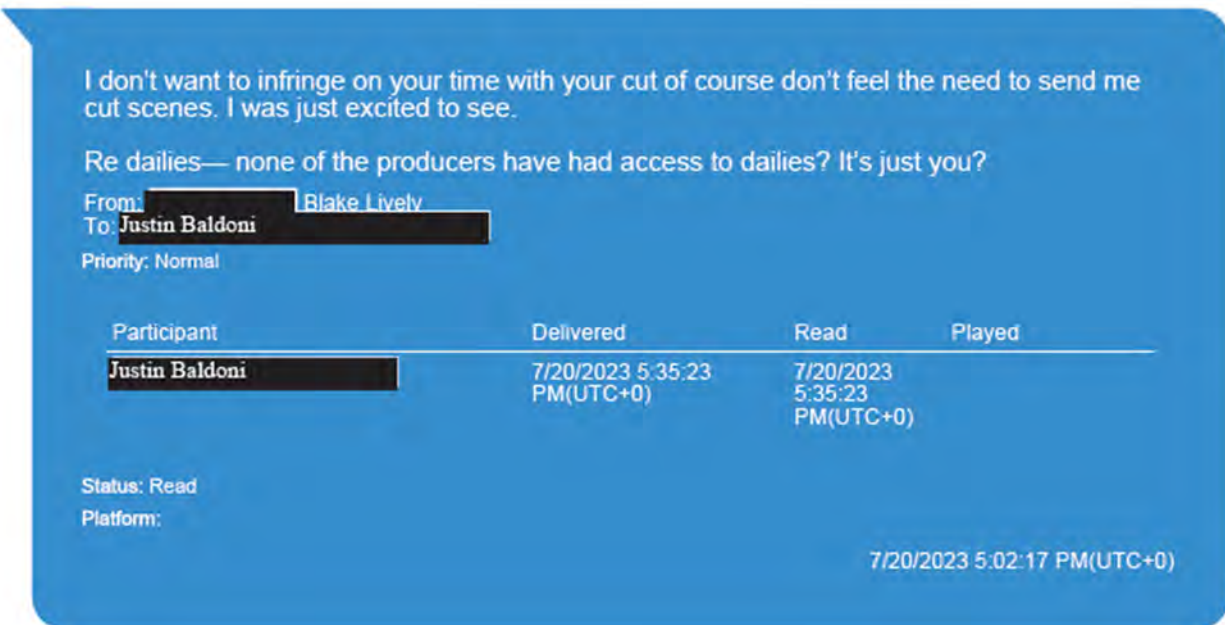 I don't want to infringe on your time with your cut of course don't feel the need to send me
cut scenes. I was just excited to see.
Re dailies— none of the producers have had access to dailies? It's just you?
From: Blake Lively
To: Justin Baldoni
Priority: Normal
Participant Delivered Read Played
Justin Baldoni 7/20/2023 5:35:23 7/20/2023
PM(UTC+0) 5:35:23
PM(UTC+0)
Status: Read
Platform:
7/20/2023 5:02:17 PM(UTC+0)